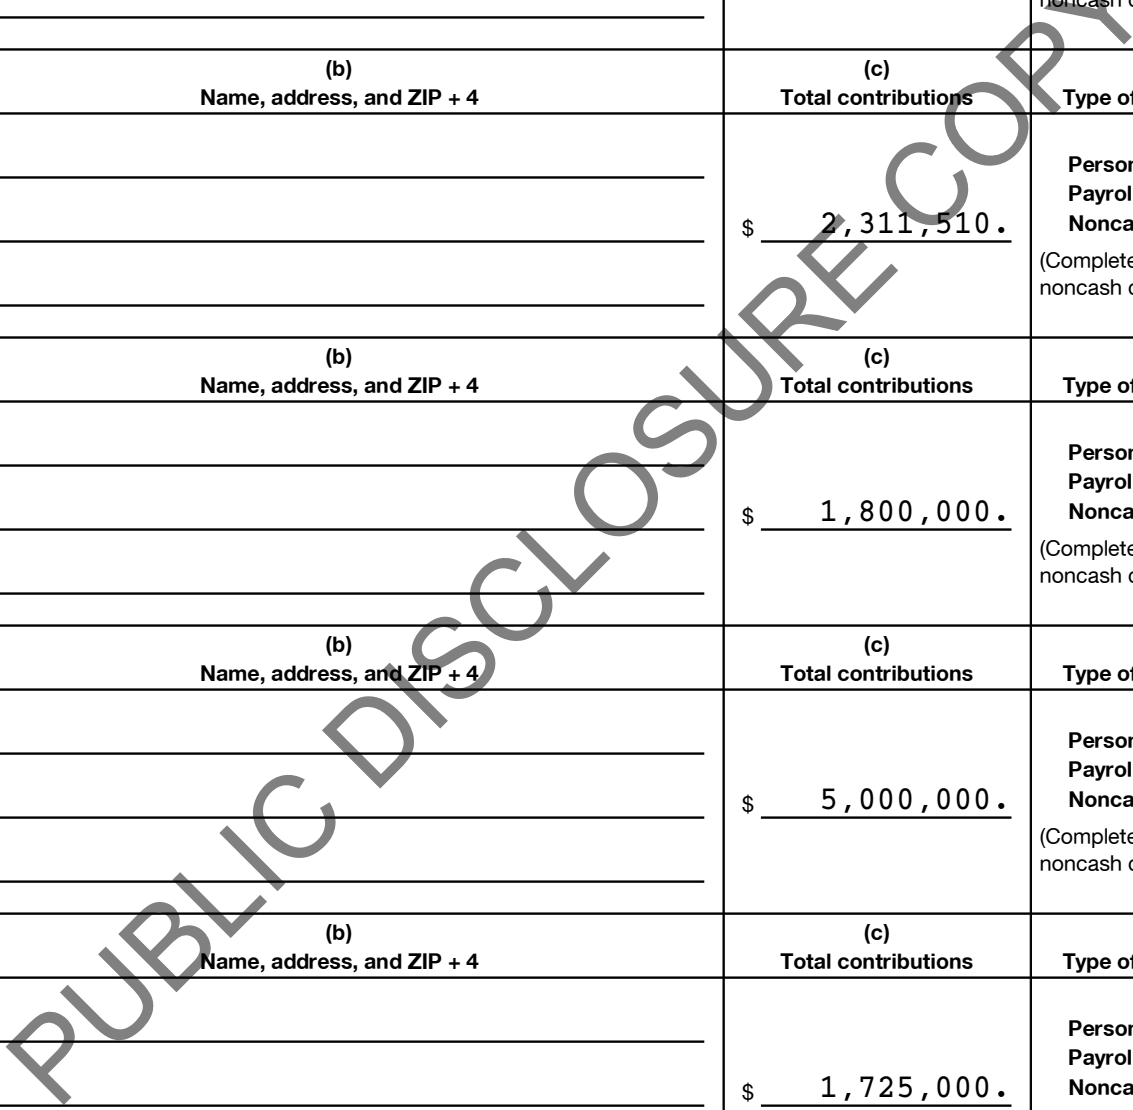 noncash
(b) (c)
Name, address, and ZIP + 4 Total contributions Type of
Person
Payrol
$ 2,311,510. Nonca
(Complete
noncash c
(b) (c)
Name, address, and ZIP + 4 Total contributions Type of
Person
Payrol
$ 1,800,000. Nonca
(Complete
noncash c
(b) (c)
Name, address, and ZIP + 4 Total contributions Type of
Person
Payrol
$ 5,000,000. Nonca
(Complete
noncash c
(b) (c)
Name, address, and ZIP + 4 Total contributions Type of
Person
Payrol
$ 1,725,000. Nonca
PUBLIC DISCLOSURE COPY